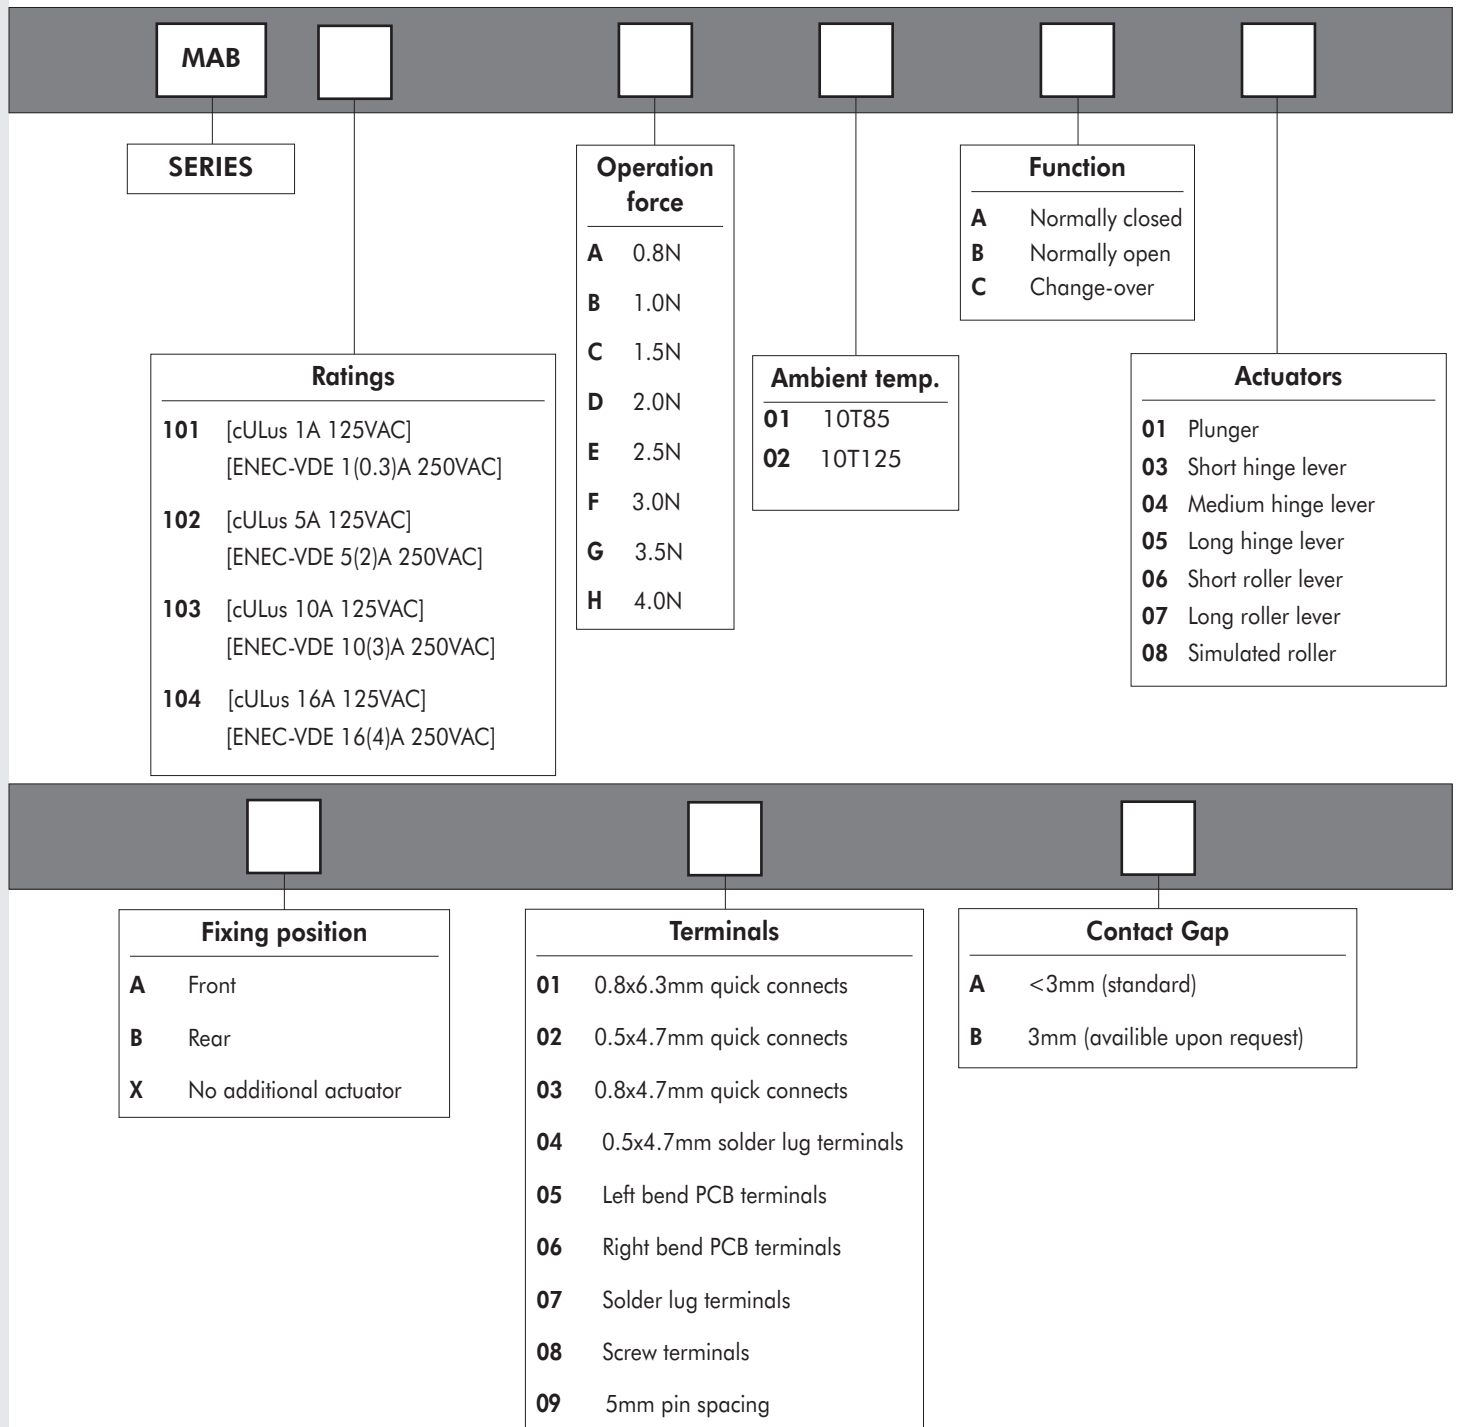 MAB
SERIES
Ratings
101 [cULus 1A 125VAC]
[ENEC-VDE 1(0.3)A 250VAC]
102 [cULus 5A 125VAC]
[ENEC-VDE 5(2)A 250VAC]
103 [cULus 10A 125VAC]
[ENEC-VDE 10(3)A 250VAC]
104 [cULus 16A 125VAC]
[ENEC-VDE 16(4)A 250VAC]
Operation
force
A 0.8N
B 1.0N
C 1.5N
D 2.0N
E 2.5N
F 3.0N
G 3.5N
H 4.0N
Ambient temp.
01 10T85
02 10T125
Function
A Normally closed
B Normally open
C Change-over
Actuators
01 Plunger
03 Short hinge lever
04 Medium hinge lever
05 Long hinge lever
06 Short roller lever
07 Long roller lever
08 Simulated roller
Fixing position
A Front
B Rear
X No additional actuator
Terminals
01 0.8x6.3mm quick connects
02 0.5x4.7mm quick connects
03 0.8x4.7mm quick connects
04 0.5x4.7mm solder lug terminals
05 Left bend PCB terminals
06 Right bend PCB terminals
07 Solder lug terminals
08 Screw terminals
09 5mm pin spacing
Contact Gap
A <3mm (standard)
B 3mm (availible upon request)